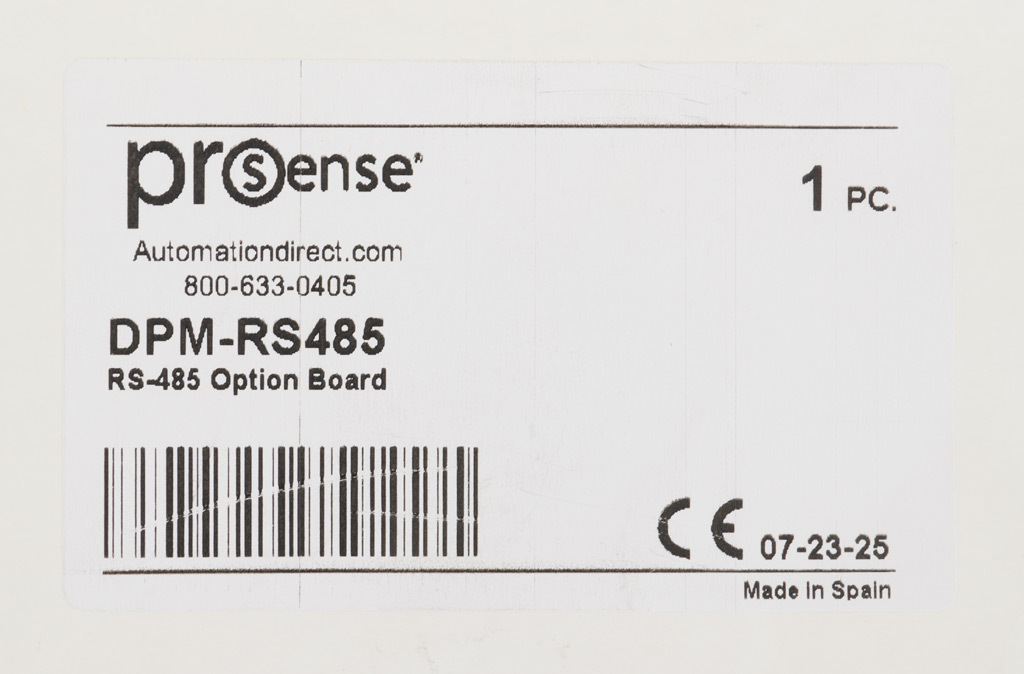 prosense®
1 PC.
Automationdirect.com
800-633-0405
DPM-RS485
RS-485 Option Board
CE 07-23-25
Made in Spain